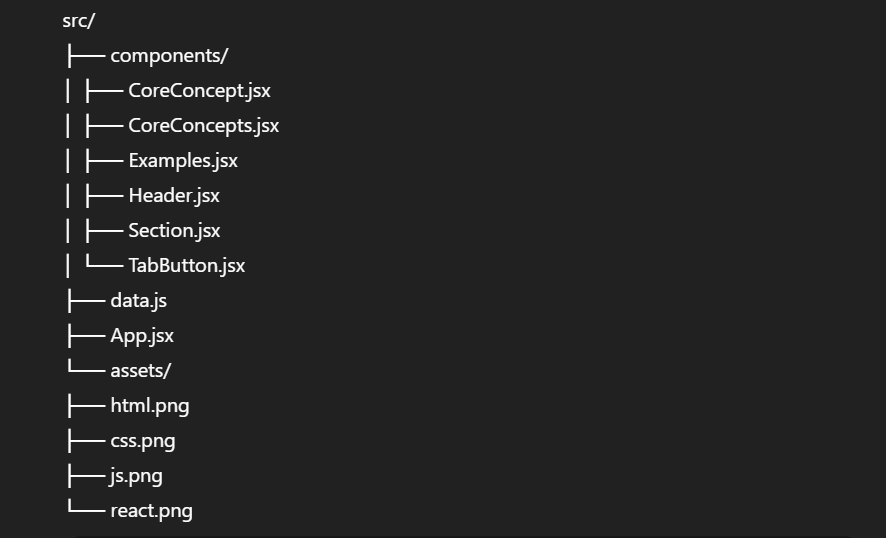 src/
├── components/
│ ├── CoreConcept.jsx
│ ├── CoreConcepts.jsx
│ ├── Examples.jsx
│ ├── Header.jsx
│ ├── Section.jsx
│ └── TabButton.jsx
├── data.js
├── App.jsx
└── assets/
├── html.png
├── css.png
├── js.png
└── react.png